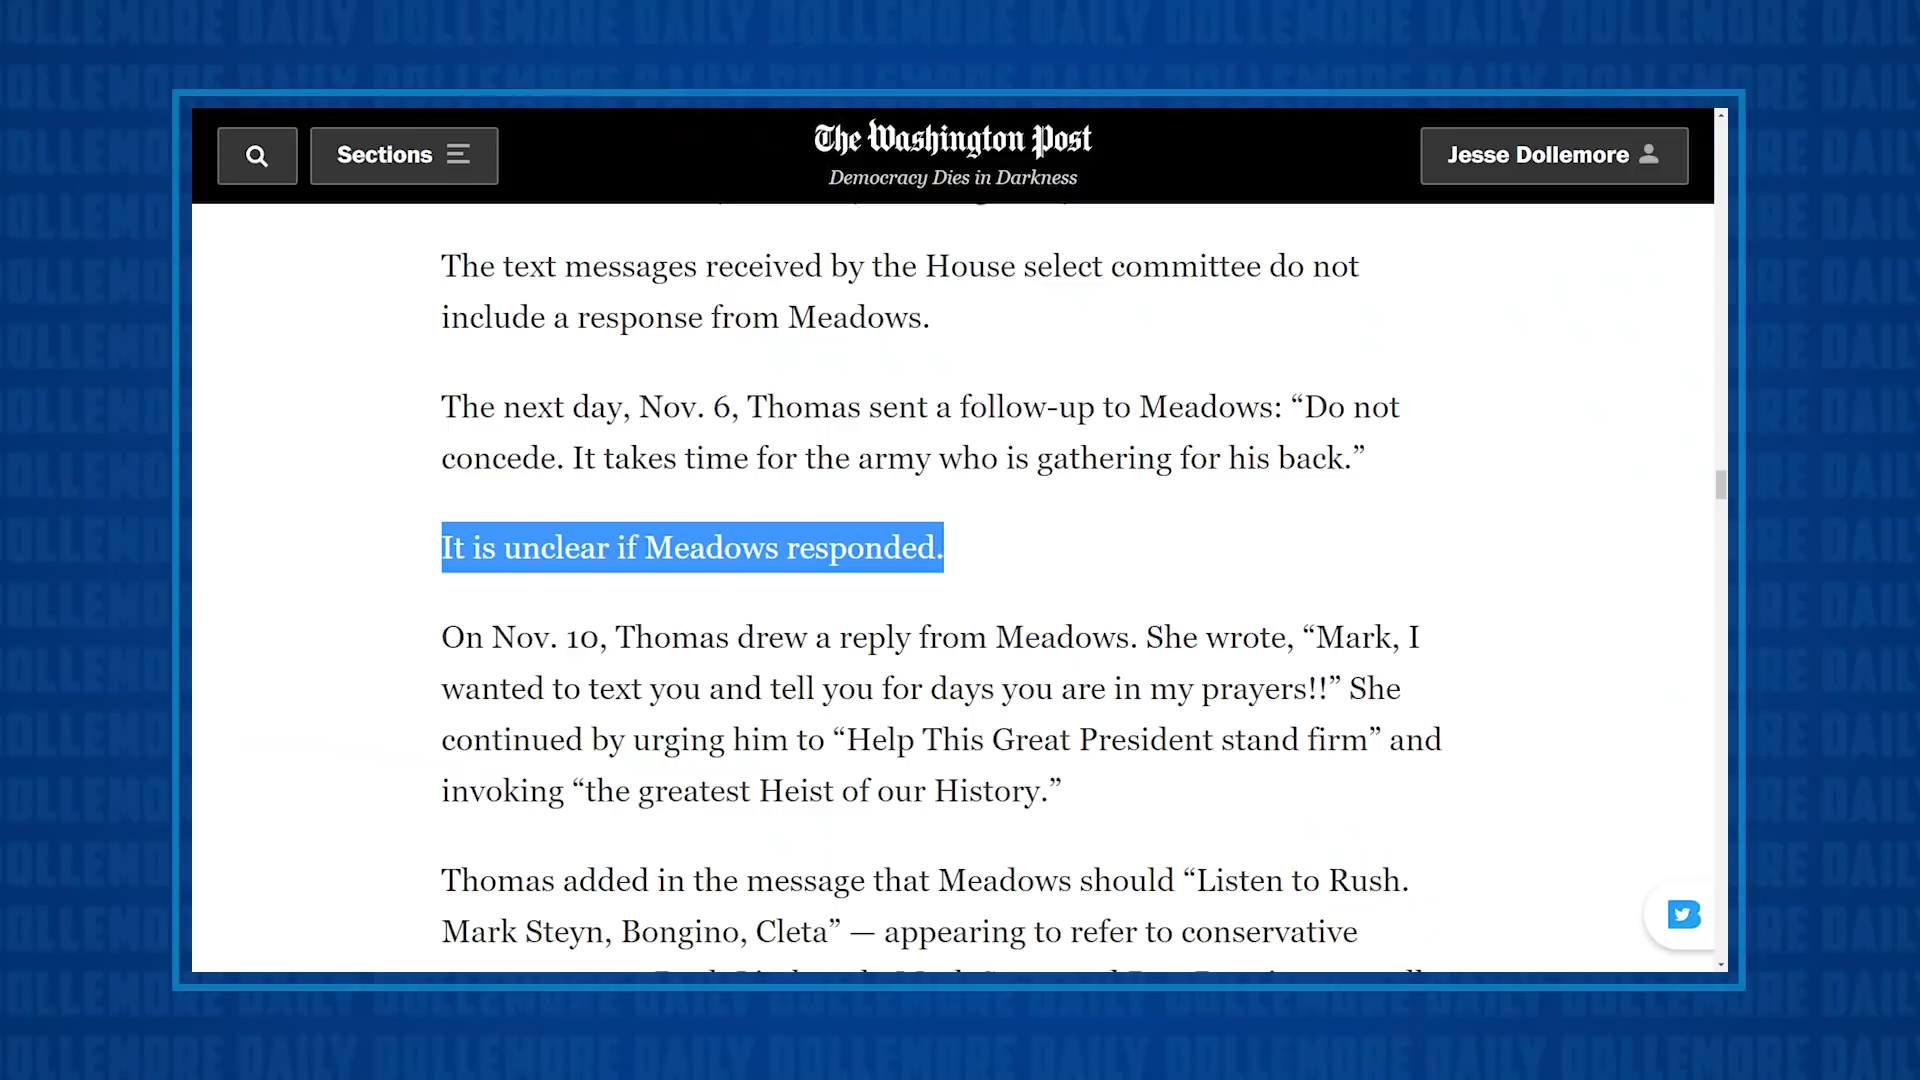 Sections
The Washington Post
Democracy Dies in Darkness
Jesse Dollemore
The text messages received by the House select committee do not
include a response from Meadows.
The next day, Nov. 6, Thomas sent a follow-up to Meadows: “Do not
concede. It takes time for the army who is gathering for his back.”
It is unclear if Meadows responded.
On Nov. 10, Thomas drew a reply from Meadows. She wrote, “Mark, I
wanted to text you and tell you for days you are in my prayers!!” She
continued by urging him to “Help This Great President stand firm” and
invoking “the greatest Heist of our History.”
Thomas added in the message that Meadows should “Listen to Rush.
Mark Steyn, Bongino, Cleta” — appearing to refer to conservative